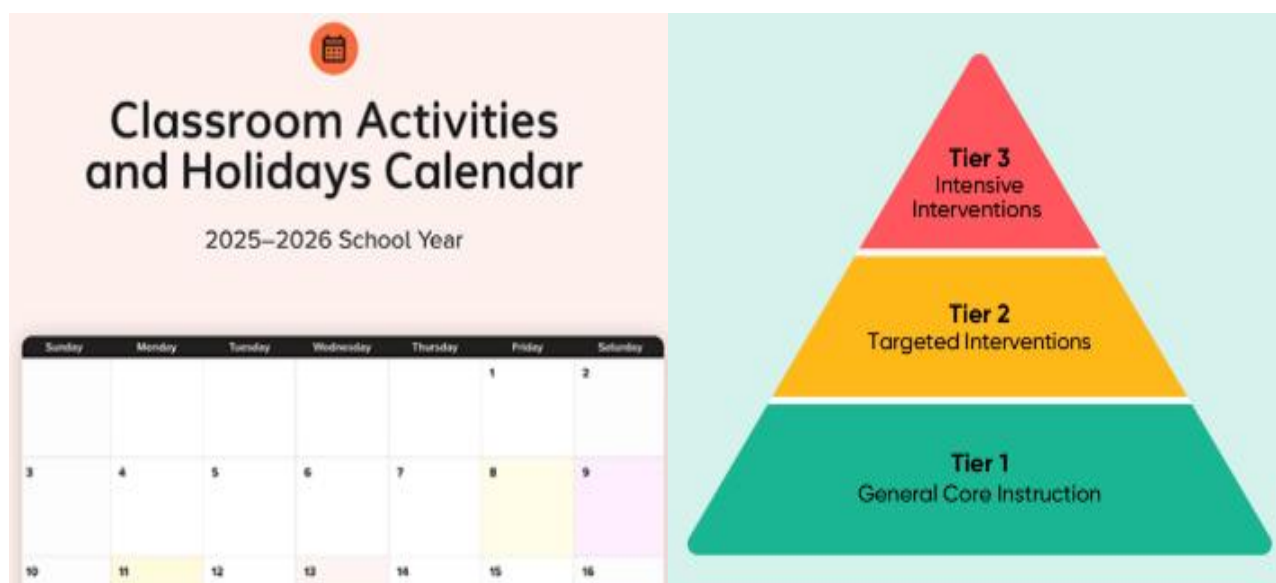 Classroom Activities
and Holidays Calendar
2025–2026 School Year
Sunday Monday Tuesday Wednesday Thursday Friday Saturday
1 2
3 4 5 6 7 8 9
10 11 12 13 14 15 16
Tier 3
Intensive
Interventions
Tier 2
Targeted Interventions
Tier 1
General Core Instruction